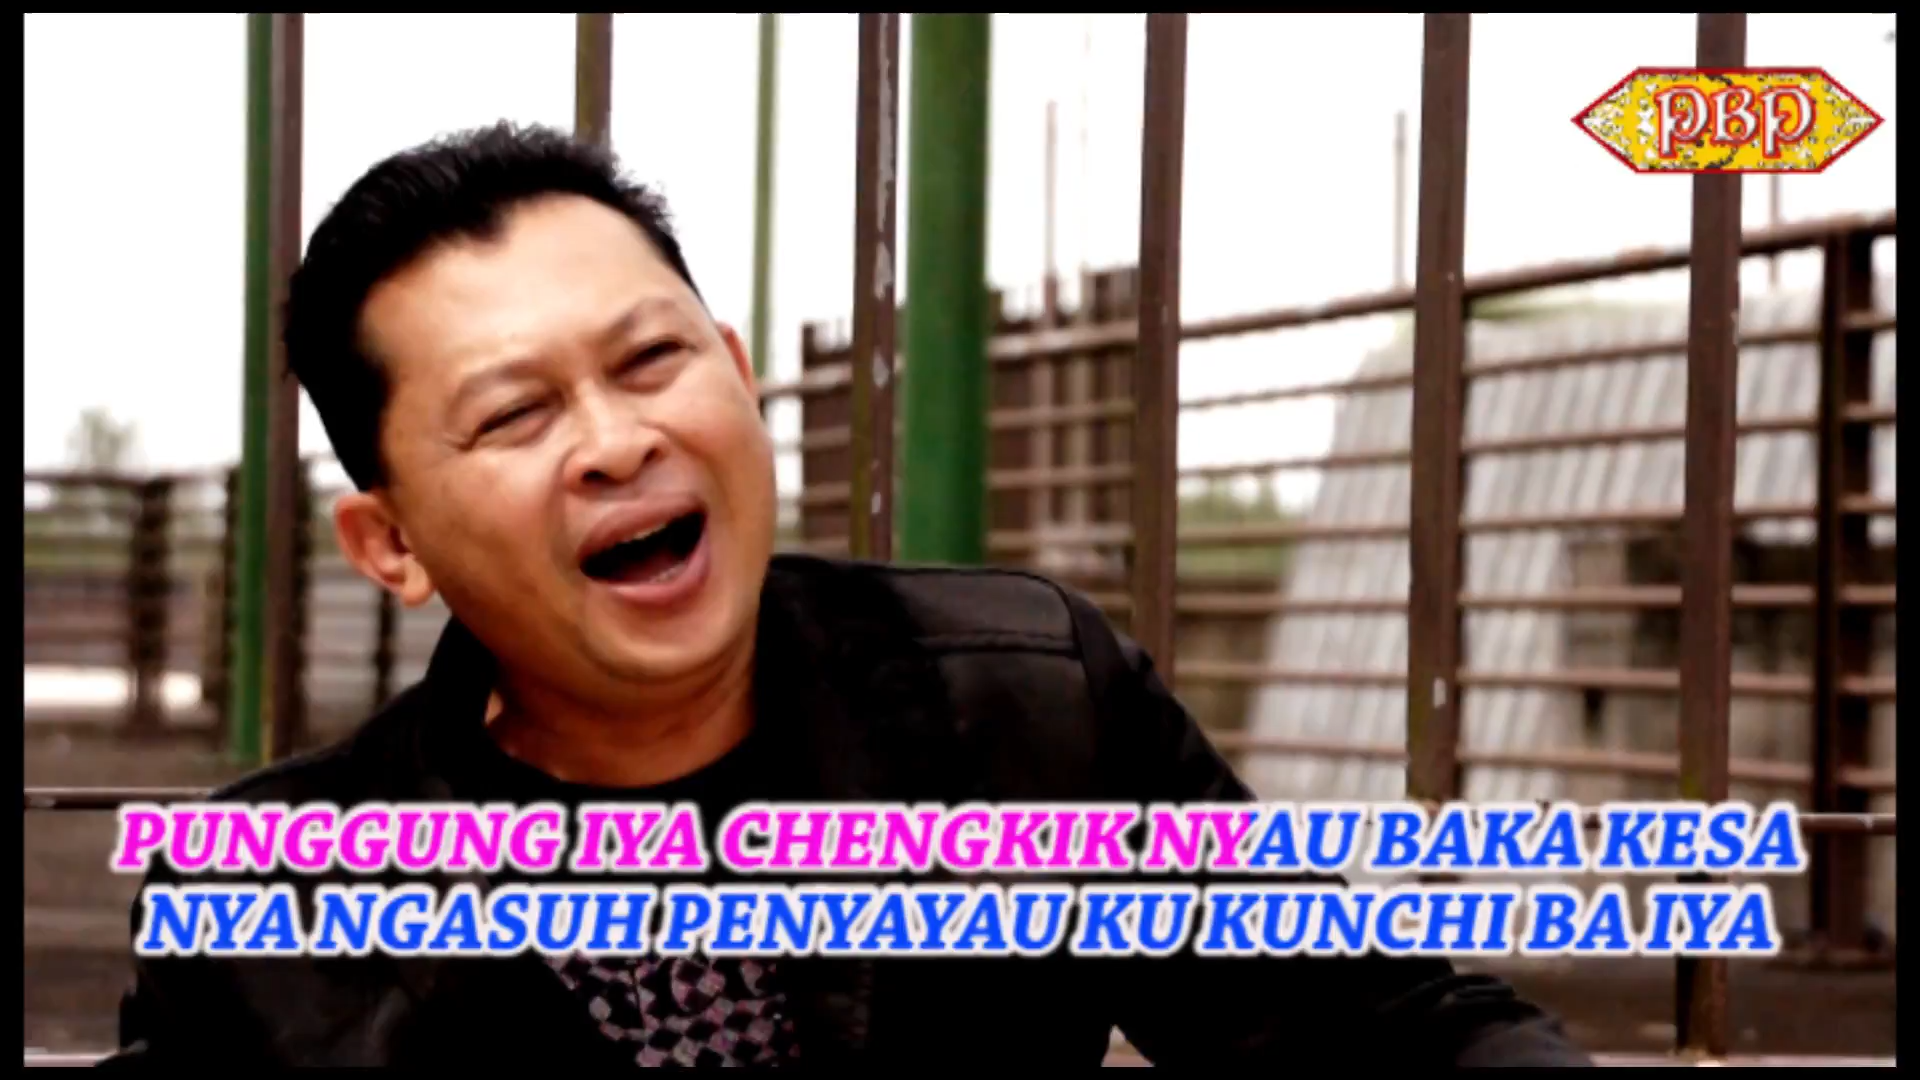 PBP
PUNGGUNG IYA CHENGKIK NYAU BAKA KESA
NYA NGASUH PENYAYAU KU KUNCHI BA IYA